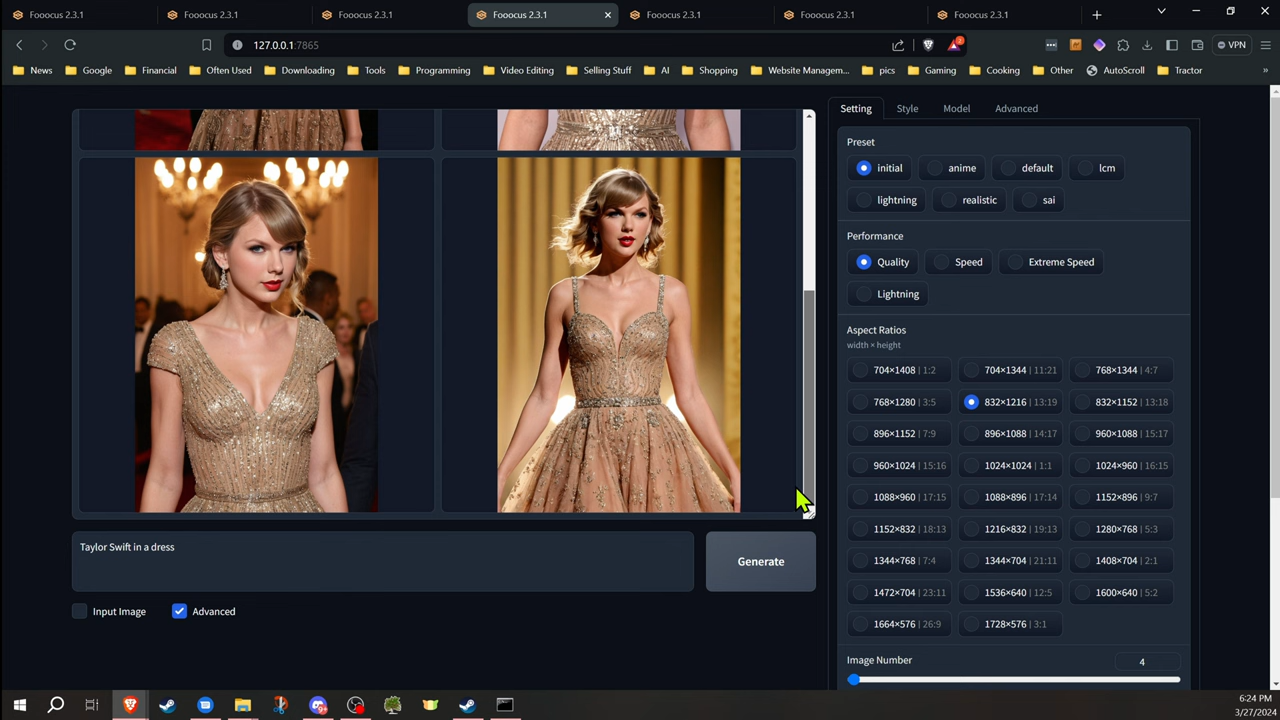 Fooocus 2.3.1
Fooocus 2.3.1
Fooocus 2.3.1
Fooocus 2.3.1
Fooocus 2.3.1
Fooocus 2.3.1
Fooocus 2.3.1
127.0.0.1:7865
2
VPN
News Google Financial Often Used Downloading Tools Programming Video Editing Selling Stuff AI Shopping Website Managem... pics Gaming Cooking Other AutoScroll Tractor »
Setting Style Model Advanced
Preset
initial anime default lcm
lightning realistic sai
Performance
Quality Speed Extreme Speed
Lightning
Aspect Ratios
width × height
704×1408 | 1:2 704×1344 | 11:21 768×1344 | 4:7
768×1280 | 3:5 832×1216 | 13:19 832×1152 | 13:18
896×1152 | 7:9 896×1088 | 14:17 960×1088 | 15:17
960×1024 | 15:16 1024×1024 | 1:1 1024×960 | 16:15
1088×960 | 17:15 1088×896 | 17:14 1152×896 | 9:7
1152×832 | 18:13 1216×832 | 19:13 1280×768 | 5:3
1344×768 | 7:4 1344×704 | 21:11 1408×704 | 2:1
1472×704 | 23:11 1536×640 | 12:5 1600×640 | 5:2
1664×576 | 26:9 1728×576 | 3:1
Image Number 4
Taylor Swift in a dress
Generate
Input Image Advanced
6:24 PM
3/27/2024